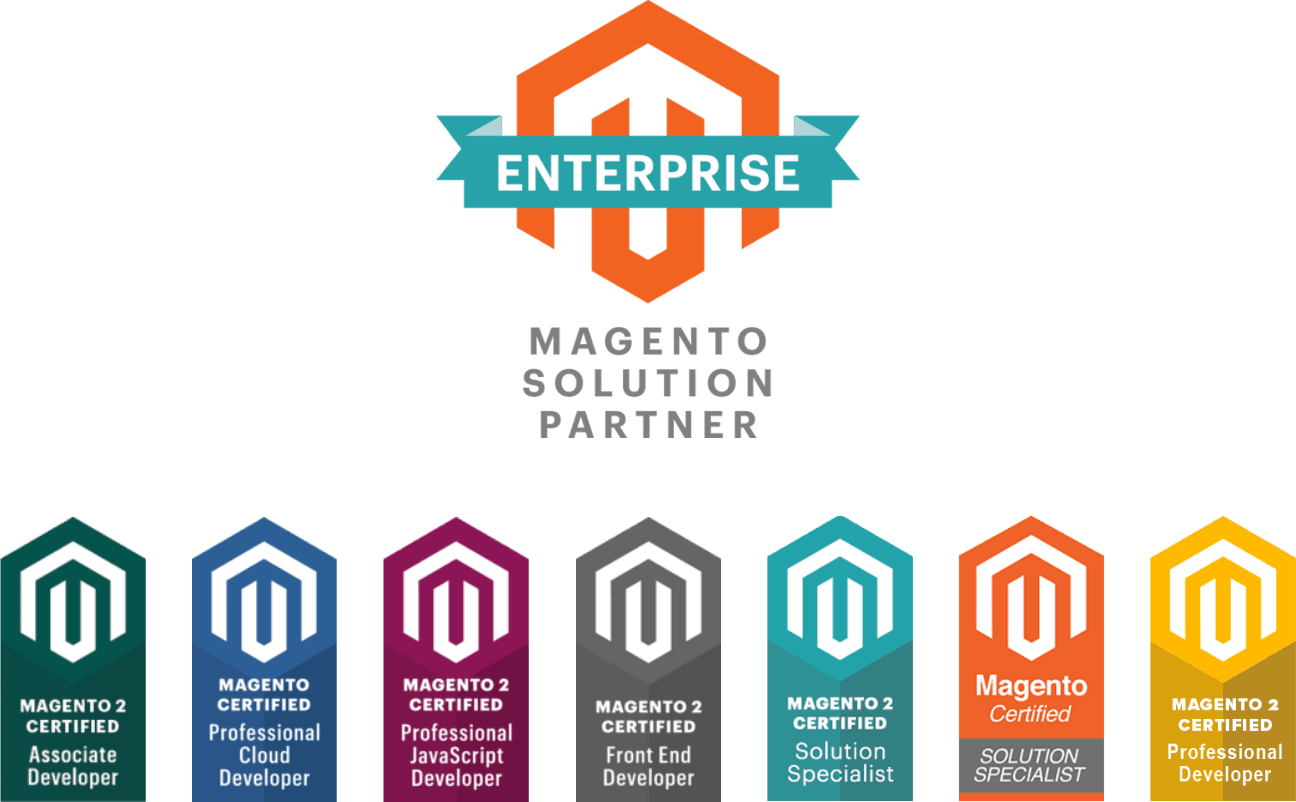 ENTERPRISE
MAGENTO
SOLUTION
PARTNER
MAGENTO 2
CERTIFIED
Associate
Developer
MAGENTO
CERTIFIED
Professional
Cloud
Developer
MAGENTO 2
CERTIFIED
Professional
JavaScript
Developer
MAGENTO 2
CERTIFIED
Front End
Developer
MAGENTO 2
CERTIFIED
Solution
Specialist
Magento
Certified
SOLUTION
SPECIALIST
MAGENTO 2
CERTIFIED
Professional
Developer